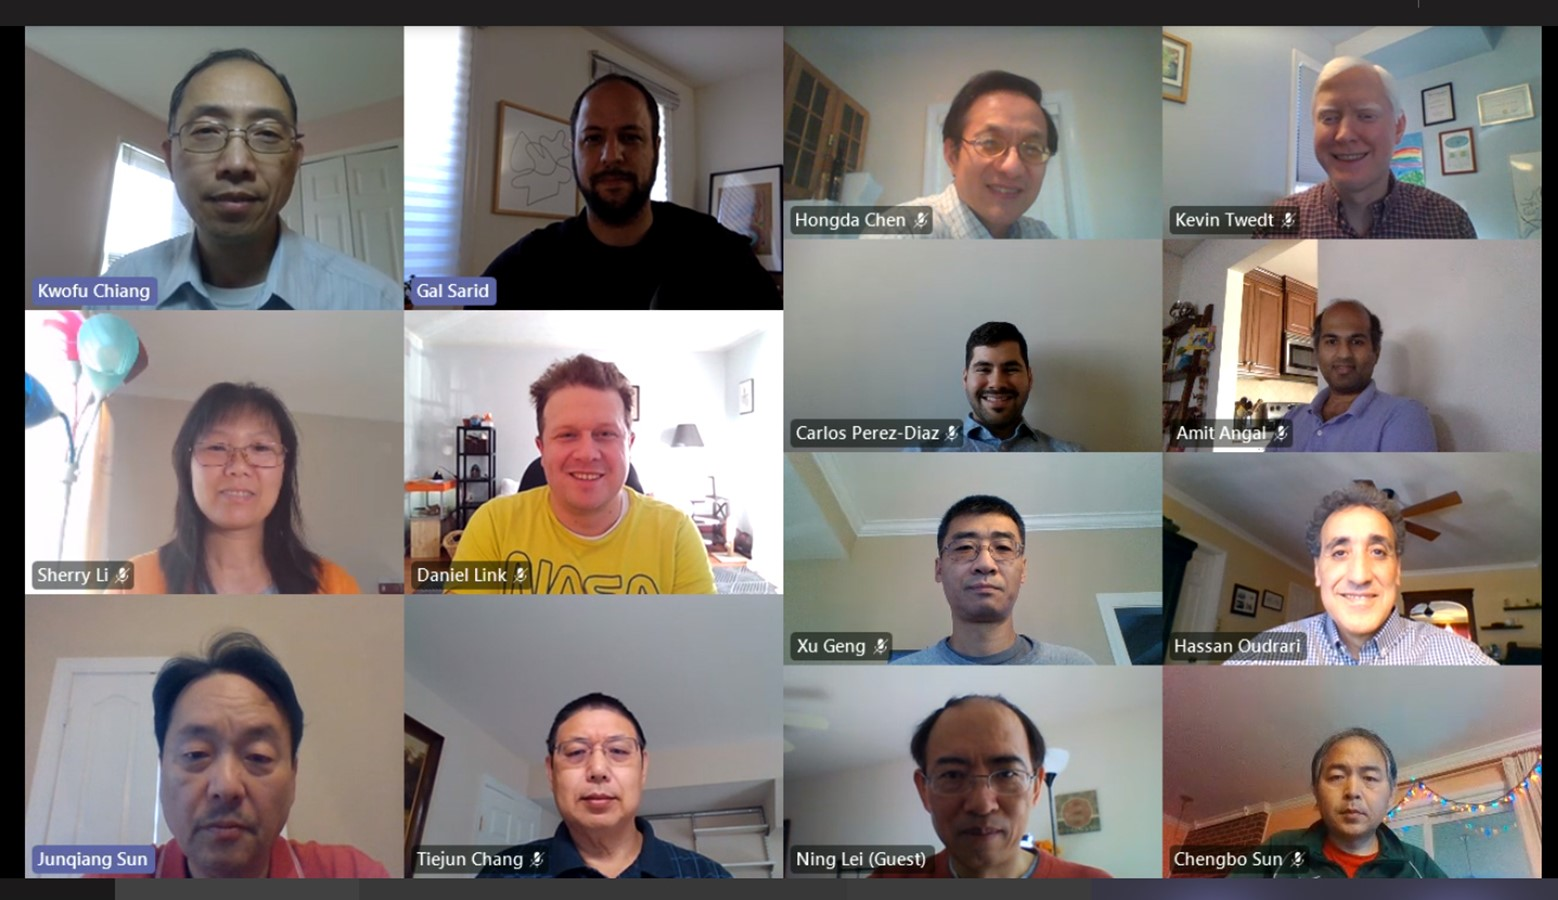 Kwofu Chiang
Gal Sarid
Hongda Chen
Kevin Twedt
Carlos Perez-Diaz
Amit Angal
Sherry Li
Daniel Link
NASA
Xu Geng
Hassan Oudrari
Junqiang Sun
Tiejun Chang
Ning Lei (Guest)
Chengbo Sun